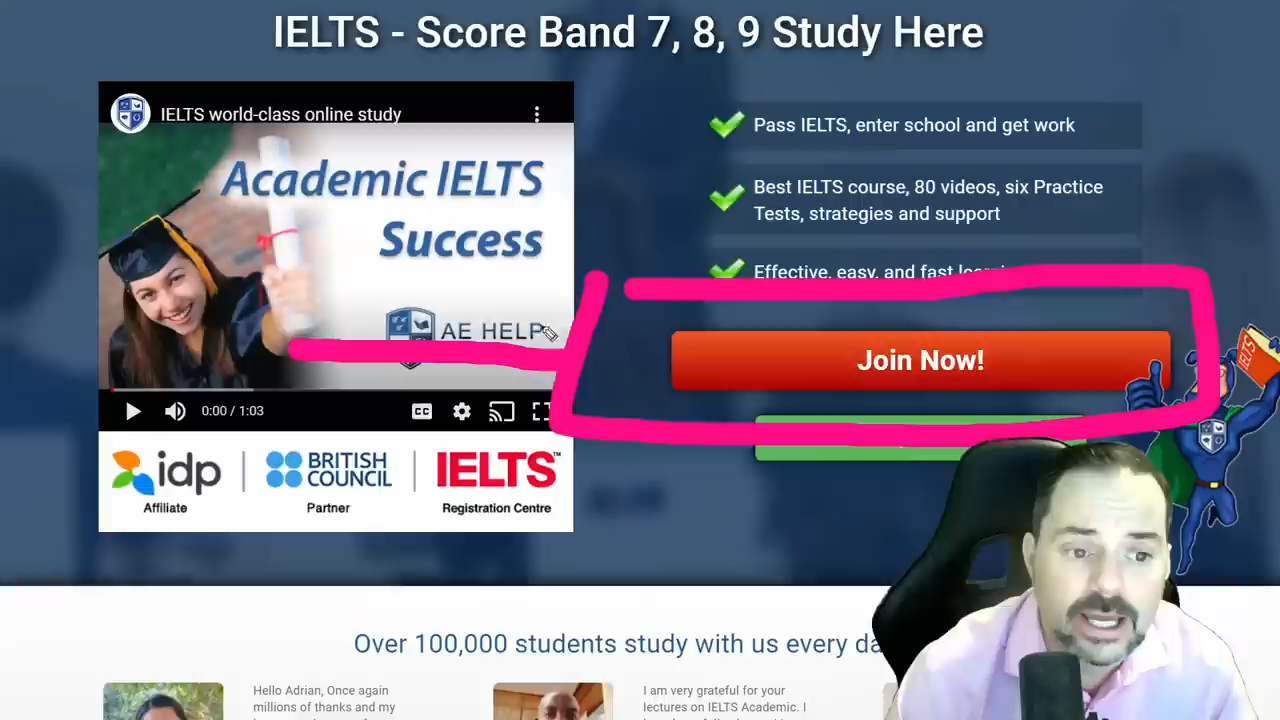 IELTS - Score Band 7, 8, 9 Study Here
IELTS world-class online study
Academic IELTS
Success
AE HELP
0:00 / 1:03
CC
idp
Affiliate
BRITISH
COUNCIL
Partner
IELTS™
Registration Centre
Pass IELTS, enter school and get work
Best IELTS course, 80 videos, six Practice
Tests, strategies and support
Effective, easy, and fast
Join Now!
IELTS
Over 100,000 students study with us every
Hello Adrian, Once again
millions of thanks and my
I am very grateful for your
lectures on IELTS Academic. I